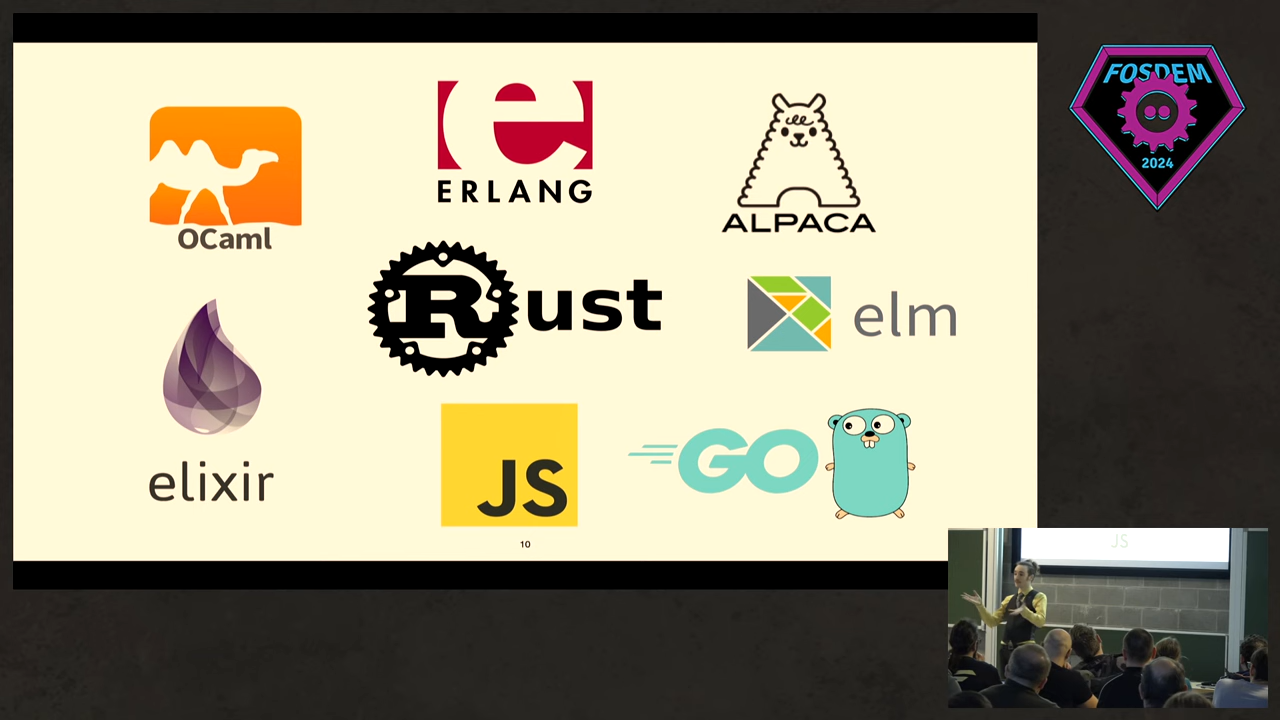 ERLANG
ALPACA
OCaml
Rust
elm
elixir
JS
GO
10
FOSDEM
2024
JS